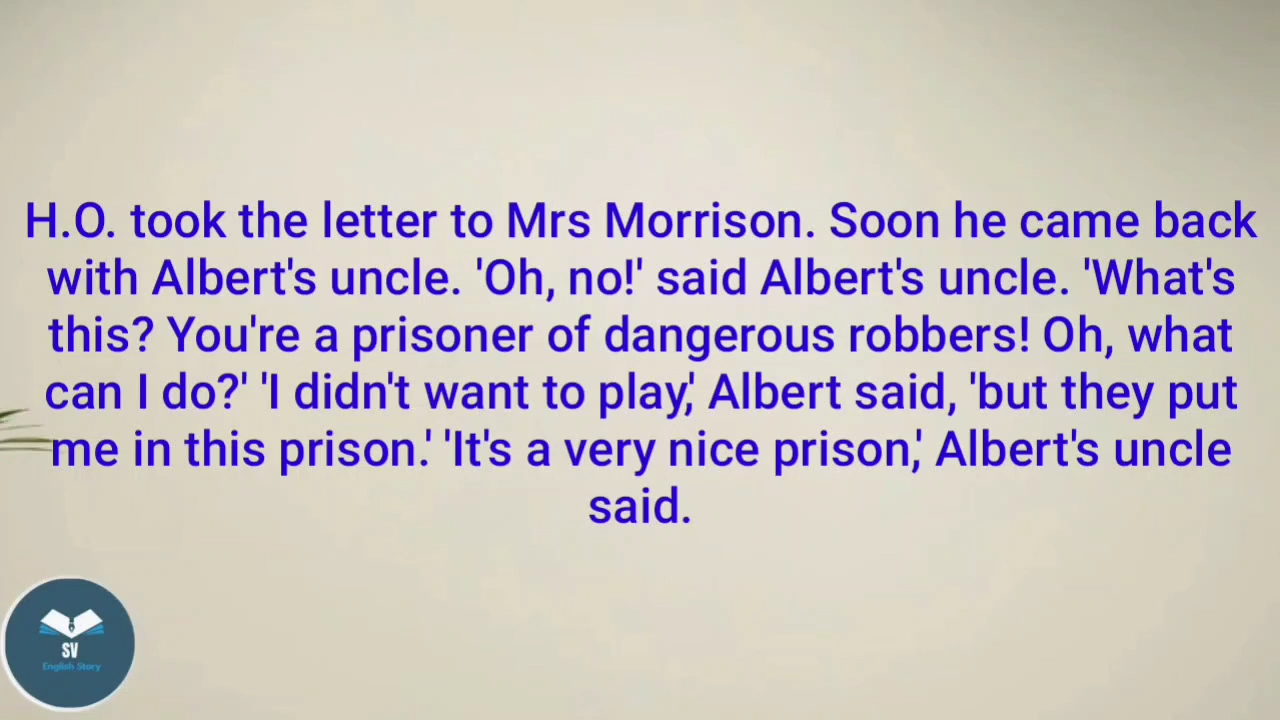 H.O. took the letter to Mrs Morrison. Soon he came back
with Albert's uncle. 'Oh, no!' said Albert's uncle. 'What's
this? You're a prisoner of dangerous robbers! Oh, what
can I do?' 'I didn't want to play,' Albert said, 'but they put
me in this prison.' 'It's a very nice prison,' Albert's uncle
said.
SV
English Story